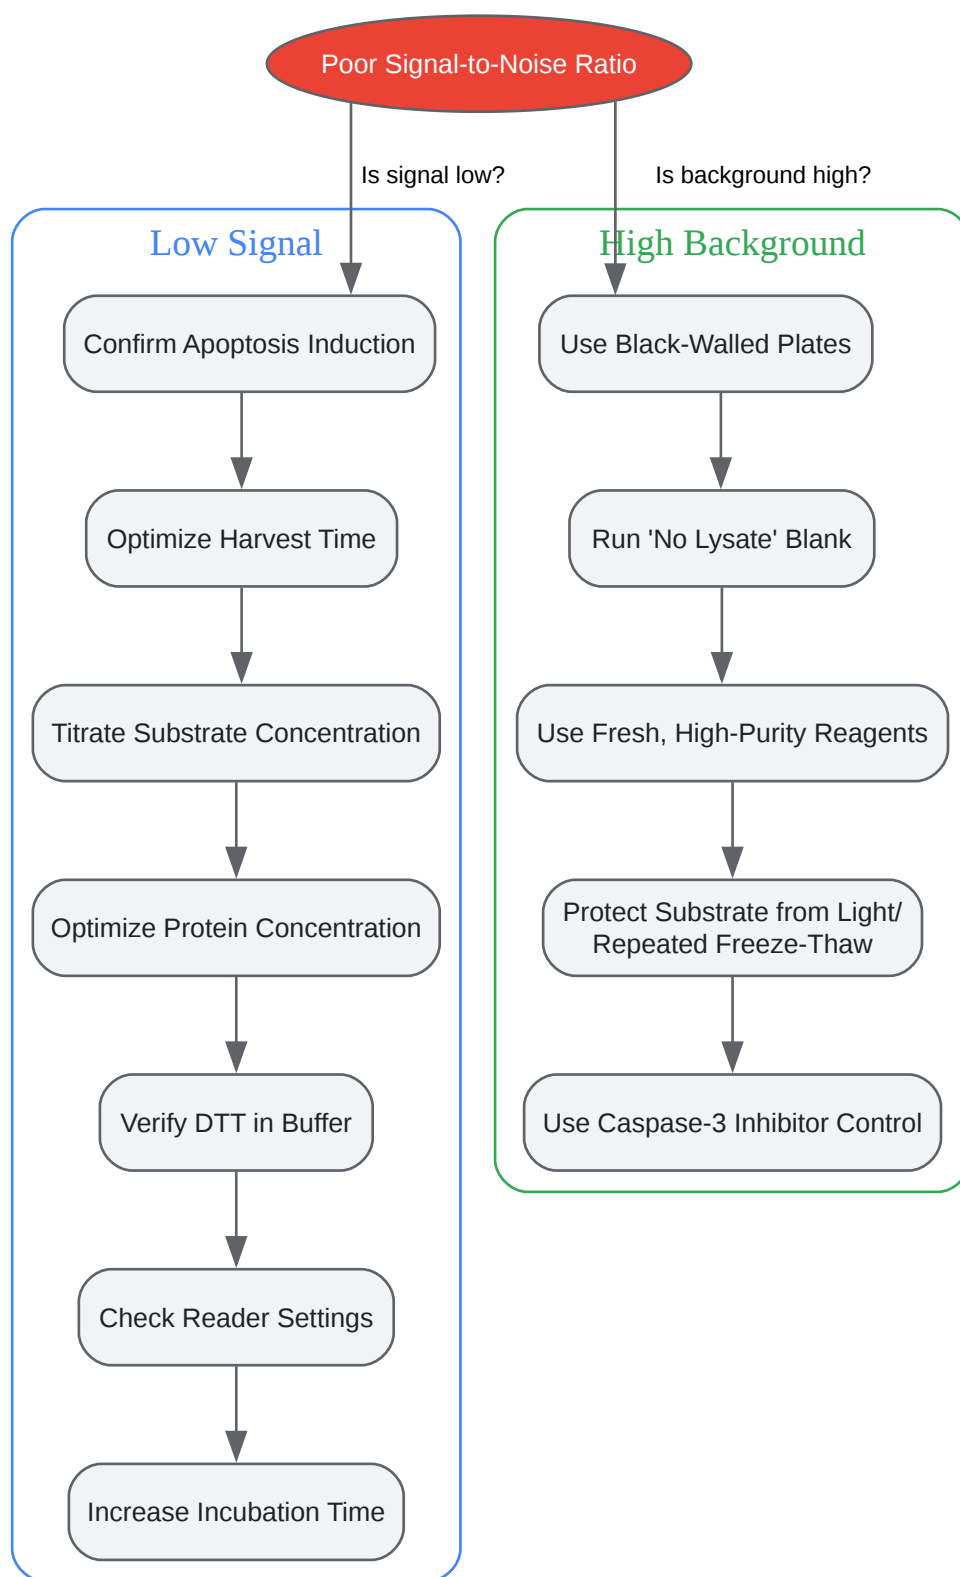 Poor Signal-to-Noise Ratio
Is signal low?
Is background high?
Low Signal
Confirm Apoptosis Induction
Optimize Harvest Time
Titrate Substrate Concentration
Optimize Protein Concentration
Verify DTT in Buffer
Check Reader Settings
Increase Incubation Time
High Background
Use Black-Walled Plates
Run 'No Lysate' Blank
Use Fresh, High-Purity Reagents
Protect Substrate from Light/
Repeated Freeze-Thaw
Use Caspase-3 Inhibitor Control